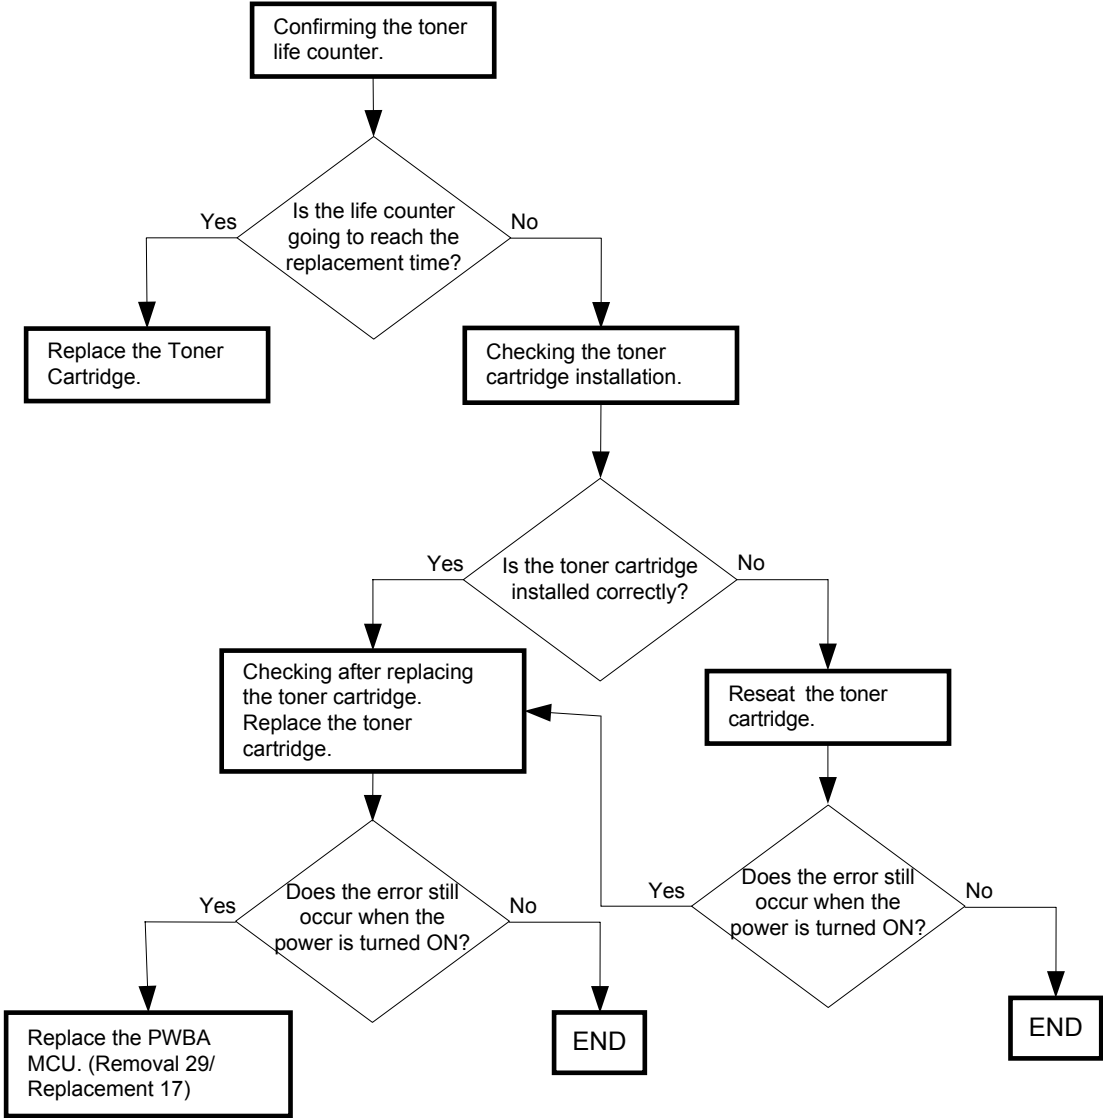 Confirming the toner
life counter.
Is the life counter
going to reach the
replacement time?
Yes
No
Replace the Toner
Cartridge.
Checking the toner
cartridge installation.
Is the toner cartridge
installed correctly?
Yes
No
Checking after replacing
the toner cartridge.
Replace the toner
cartridge.
Reseat the toner
cartridge.
Does the error still
occur when the
power is turned ON?
Yes
No
Does the error still
occur when the
power is turned ON?
Yes
No
Replace the PWBA
MCU. (Removal 29/
Replacement 17)
END
END